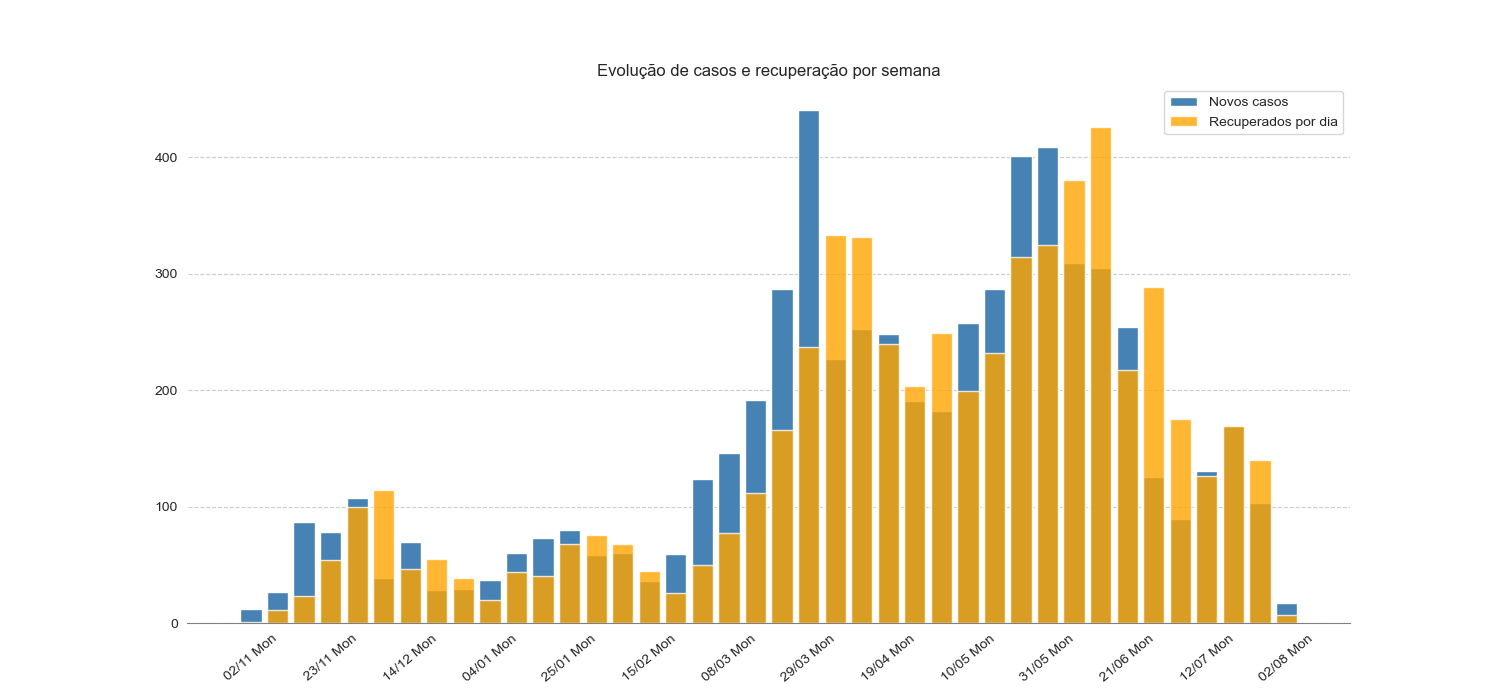 Evolução de casos e recuperação por semana
Novos casos
Recuperados por dia
400
300
200
100
0
02/11 Mon
23/11 Mon
14/12 Mon
04/01 Mon
25/01 Mon
15/02 Mon
08/03 Mon
29/03 Mon
19/04 Mon
10/05 Mon
31/05 Mon
21/06 Mon
12/07 Mon
02/08 Mon